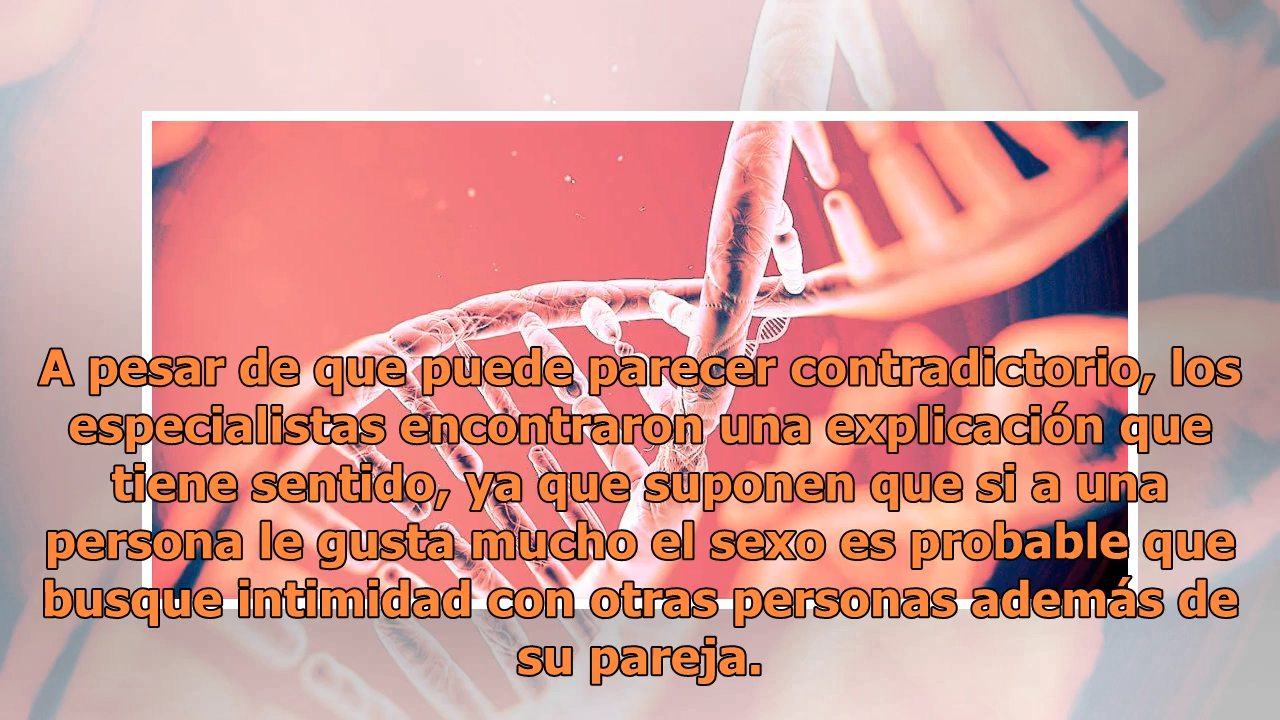 A pesar de que puede parecer contradictorio, los
especialistas encontraron una explicación que
tiene sentido, ya que suponen que si a una
persona le gusta mucho el sexo es probable que
busque intimidad con otras personas además de
su pareja.